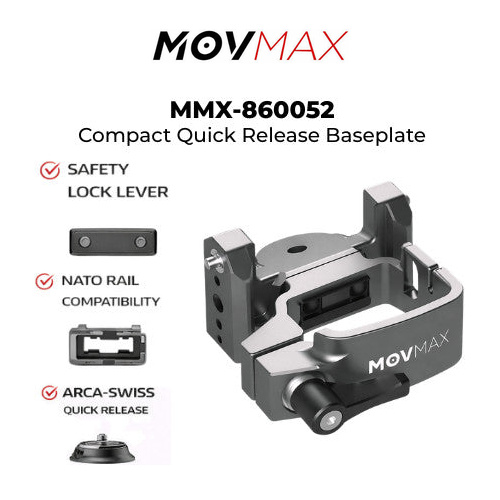 MOVMAX
MMX-860052
Compact Quick Release Baseplate
SAFETY
LOCK LEVER
NATO RAIL
COMPATIBILITY
ARCA-SWISS
QUICK RELEASE
MOVMAX